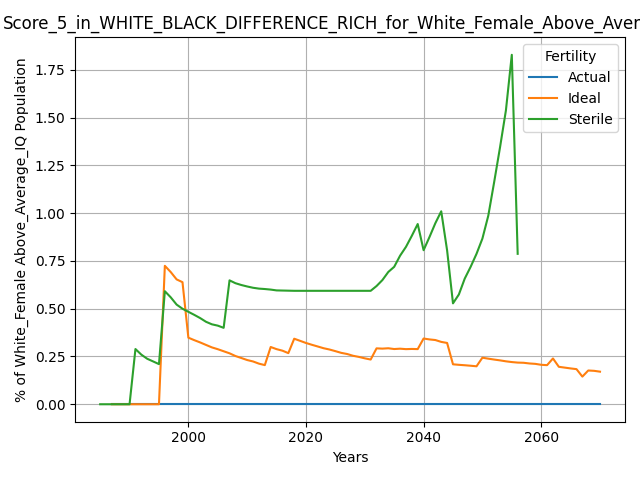 Score_5_in_WHITE_BLACK_DIFFERENCE_RICH_for_White_Female_Above_Aver
% of White_Female Above_Average_IQ Population
1.75
1.50
1.25
1.00
0.75
0.50
0.25
0.00
Fertility
Actual
Ideal
Sterile
2000 2020 2040 2060
Years